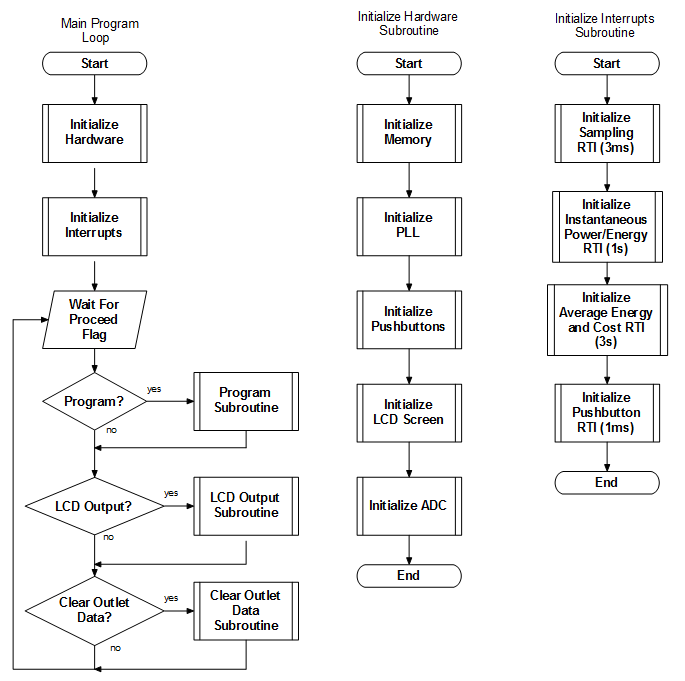 Main Program
Loop
Start
Initialize
Hardware
Initialize
Interrupts
Wait For
Proceed
Flag
Program?
yes
Program
Subroutine
no
LCD Output?
yes
LCD Output
Subroutine
no
Clear Outlet
Data?
yes
Clear Outlet
Data
Subroutine
no
Initialize Hardware
Subroutine
Start
Initialize
Memory
Initialize
PLL
Initialize
Pushbuttons
Initialize
LCD Screen
Initialize ADC
End
Initialize Interrupts
Subroutine
Start
Initialize
Sampling
RTI (3ms)
Initialize
Instantaneous
Power/Energy
RTI (1s)
Initialize
Average Energy
and Cost RTI
(3s)
Initialize
Pushbutton
RTI (1ms)
End